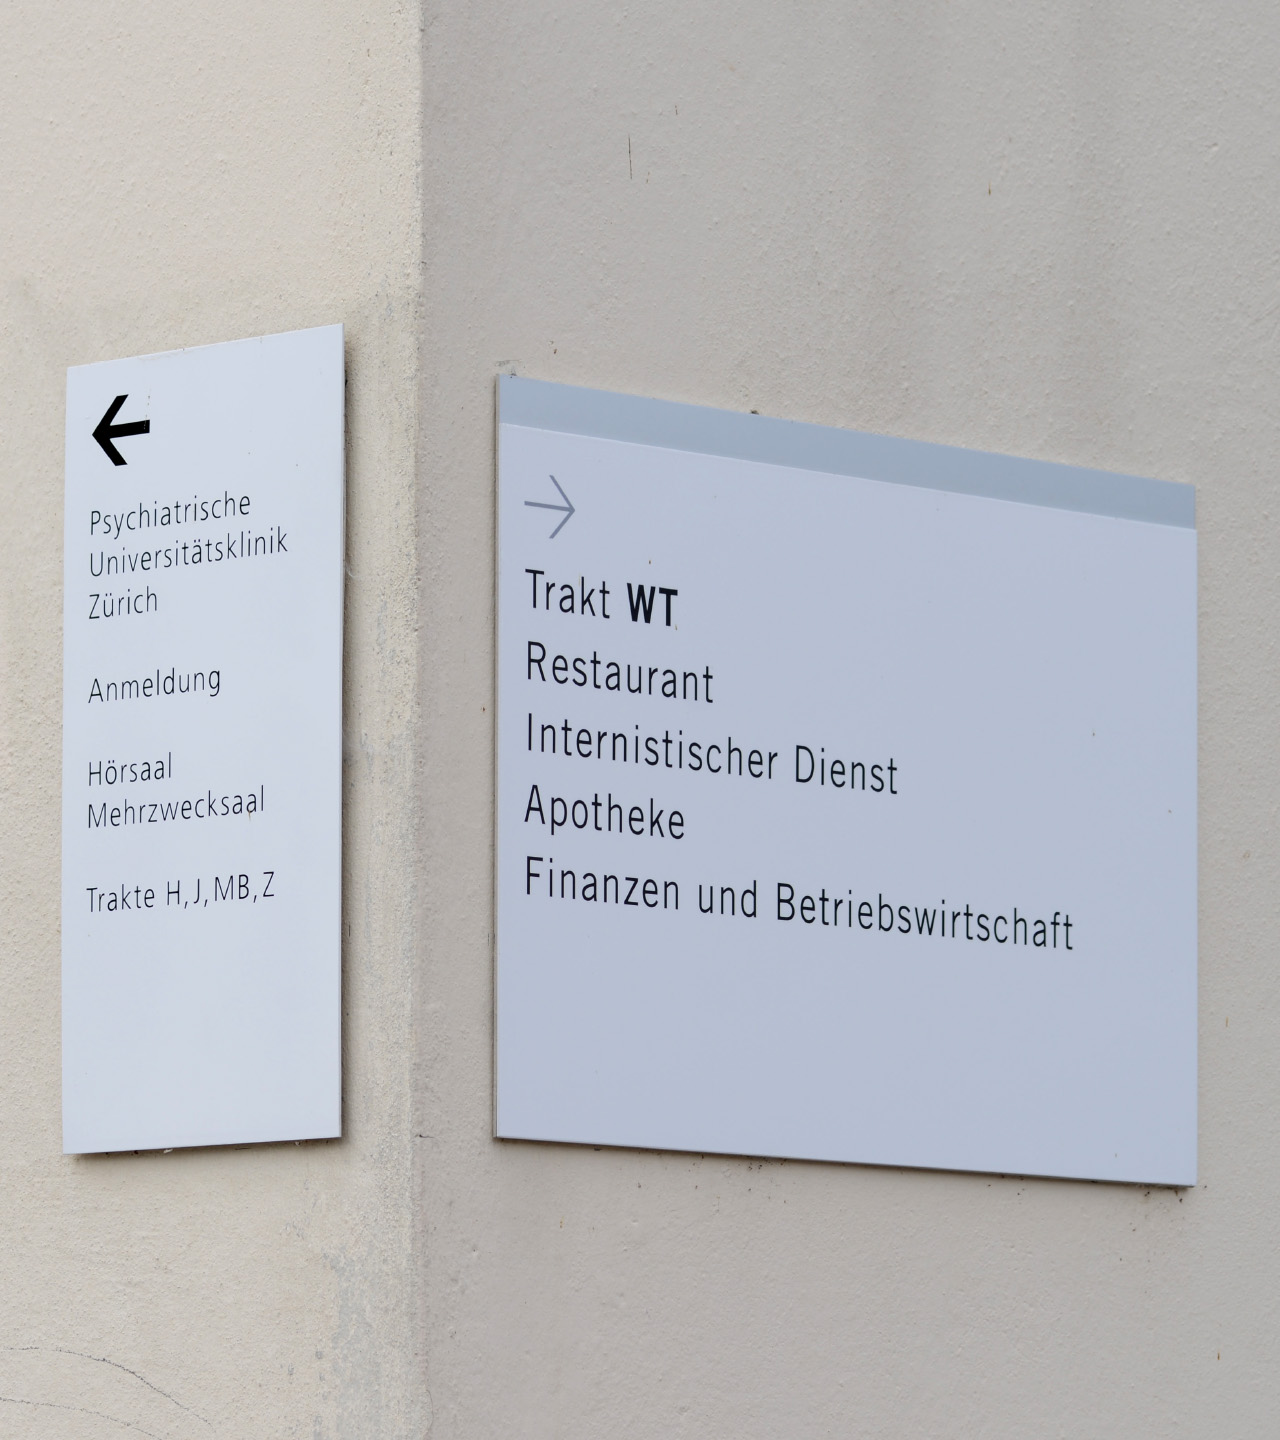 Psychiatrische
Universitätsklinik
Zürich
Anmeldung
Hörsaal
Mehrzwecksaal
Trakte H, J, MB, Z
Trakt WT
Restaurant
Internistischer Dienst
Apotheke
Finanzen und Betriebswirtschaft